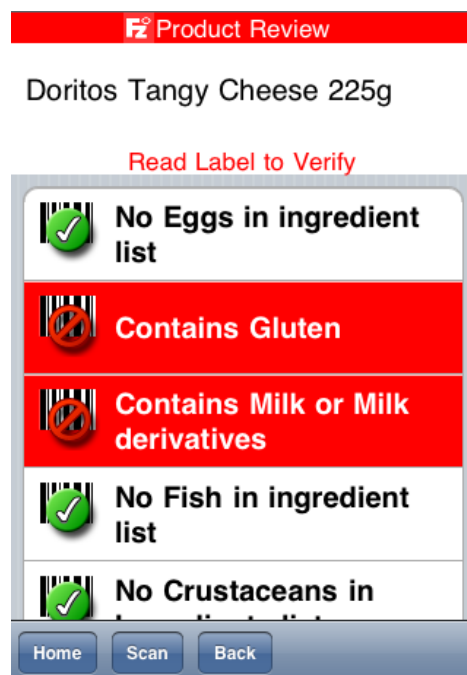 Fz Product Review
Doritos Tangy Cheese 225g
Read Label to Verify
No Eggs in ingredient
list
Contains Gluten
Contains Milk or Milk
derivatives
No Fish in ingredient
list
No Crustaceans in
Home Scan Back